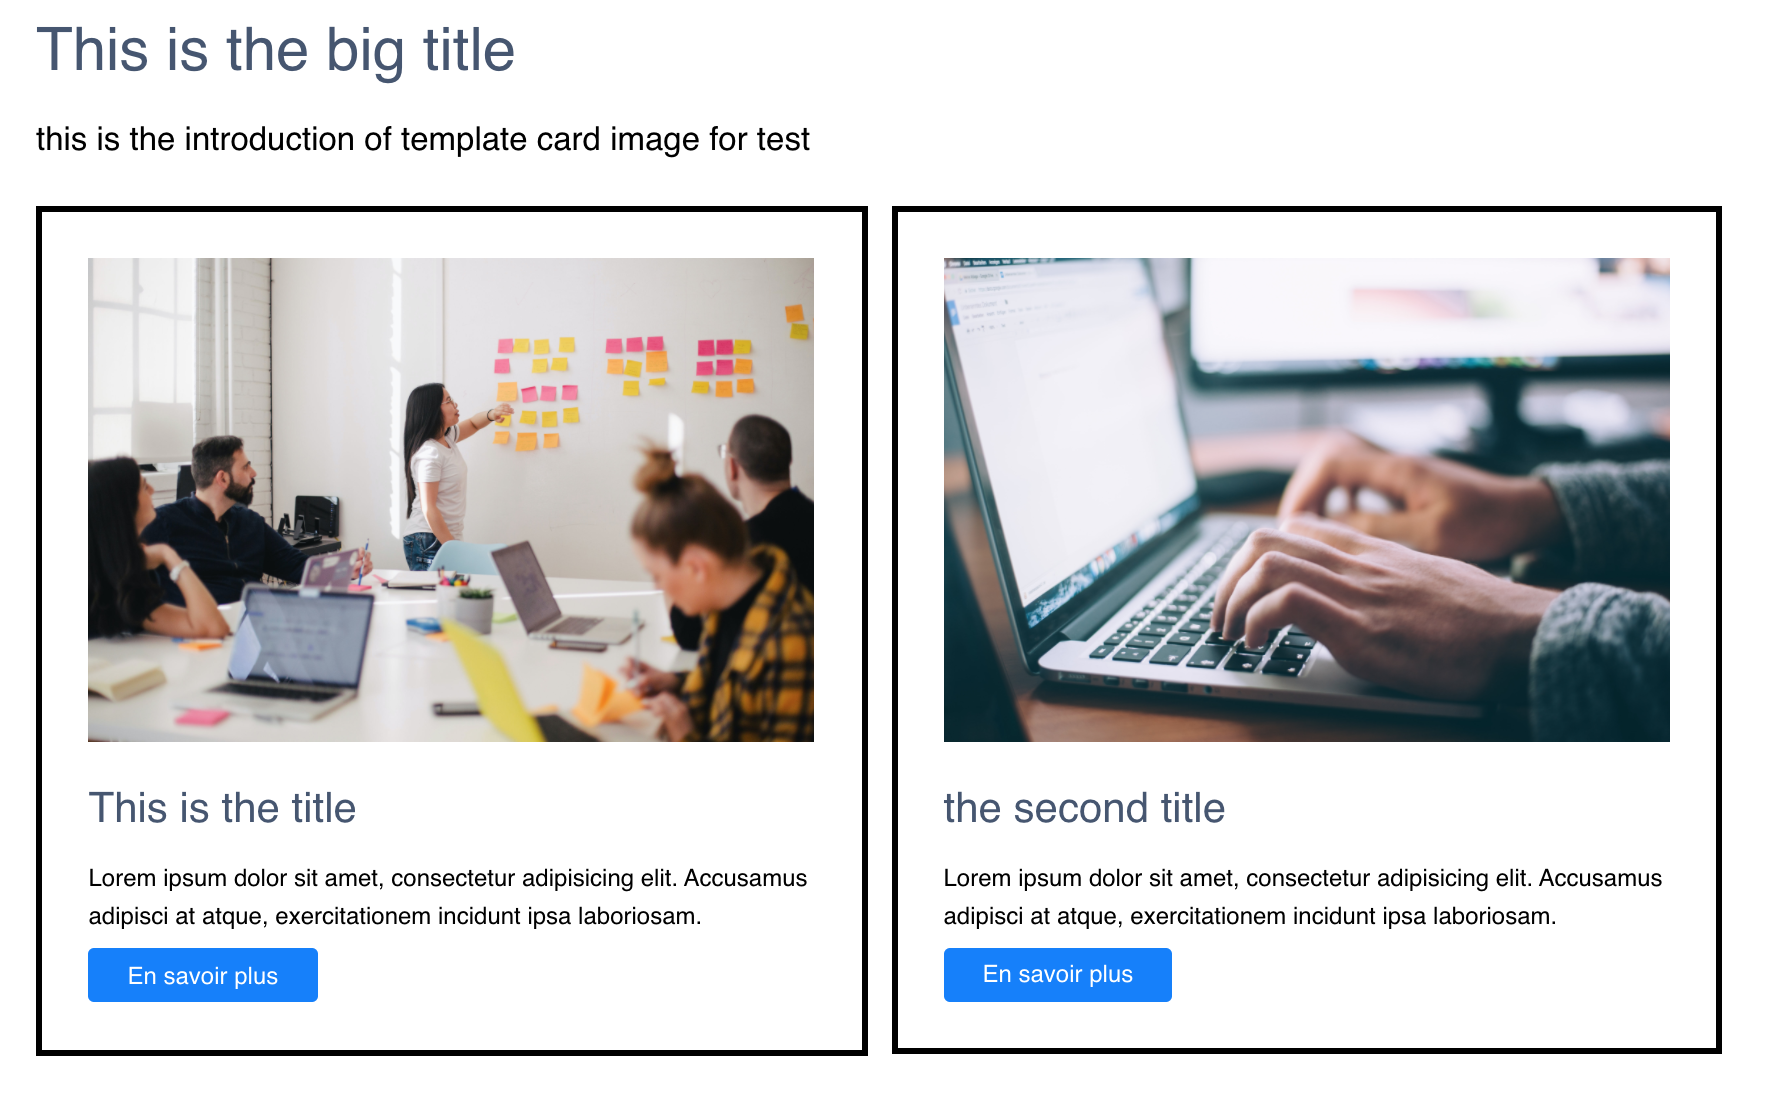 This is the big title
this is the introduction of template card image for test
This is the title
Lorem ipsum dolor sit amet, consectetur adipisicing elit. Accusamus
adipisci at atque, exercitationem incidunt ipsa laboriosam.
En savoir plus
the second title
Lorem ipsum dolor sit amet, consectetur adipisicing elit. Accusamus
adipisci at atque, exercitationem incidunt ipsa laboriosam.
En savoir plus